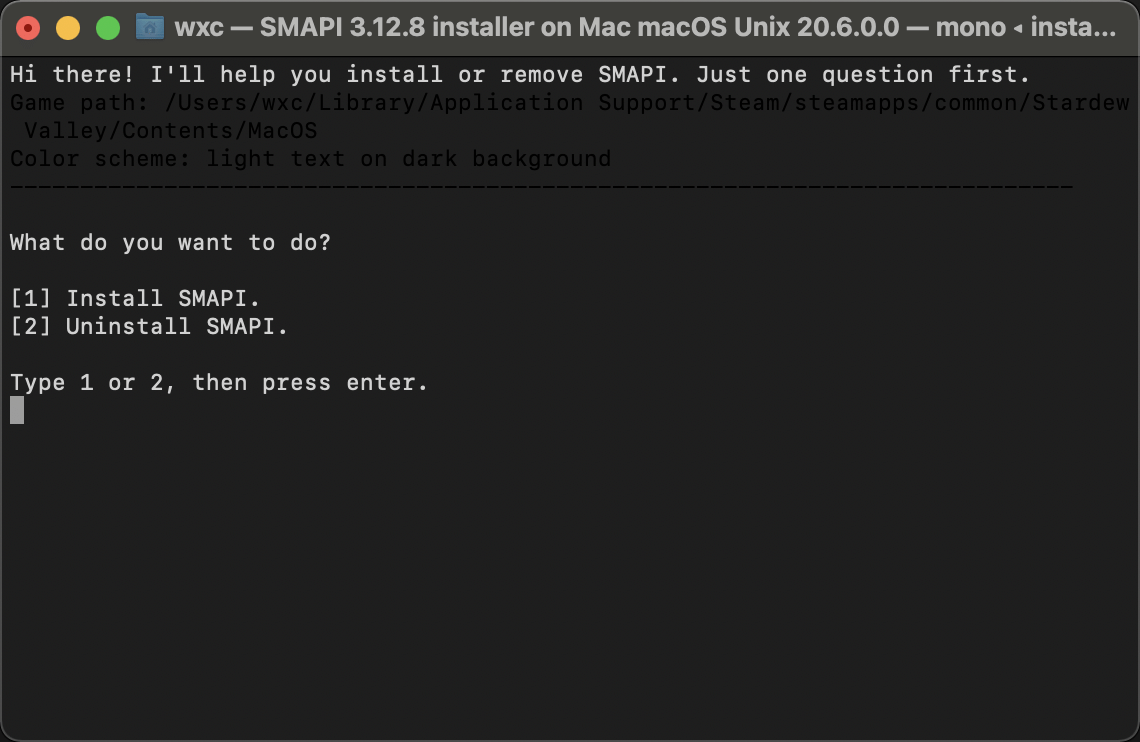 wxc — SMAPI 3.12.8 installer on Mac macOS Unix 20.6.0.0 — mono ◂ insta...
Hi there! I'll help you install or remove SMAPI. Just one question first.
Game path: /Users/wxc/Library/Application Support/Steam/steamapps/common/Stardew
 Valley/Contents/MacOS
Color scheme: light text on dark background
----------------------------------------------------------------------------
What do you want to do?
[1] Install SMAPI.
[2] Uninstall SMAPI.
Type 1 or 2, then press enter.